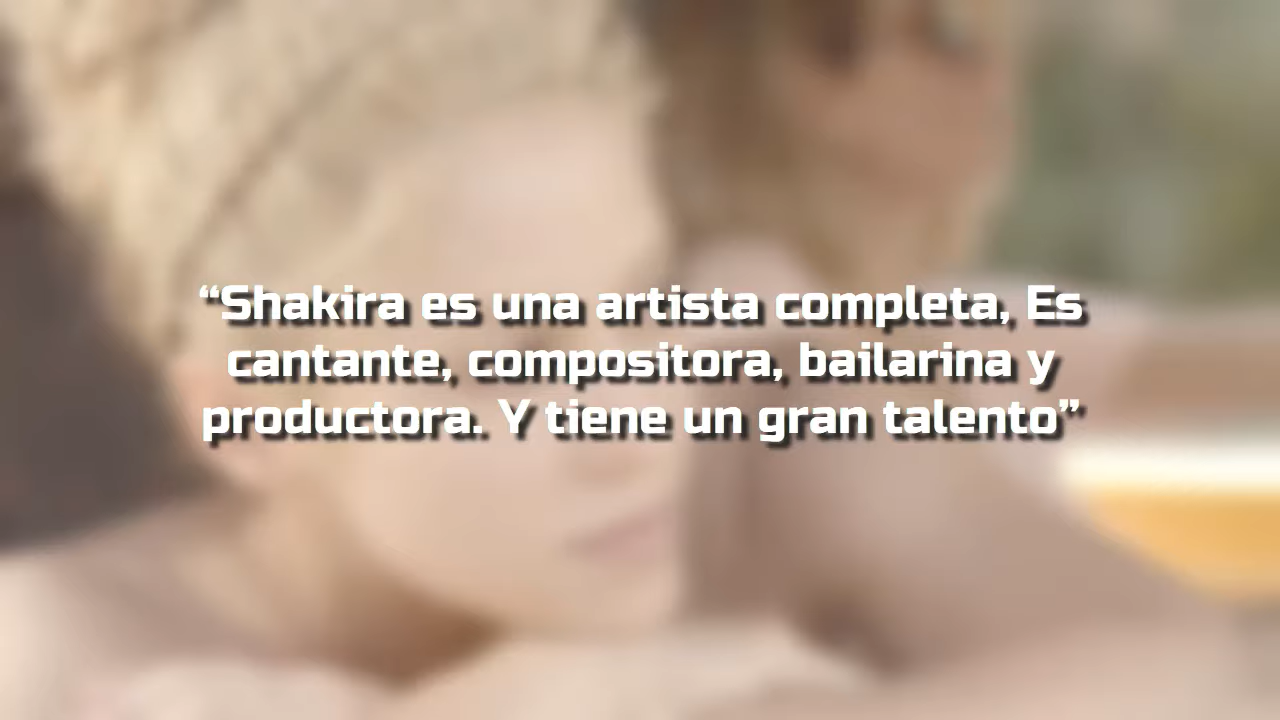 “Shakira es una artista completa, Es
cantante, compositora, bailarina y
productora. Y tiene un gran talento”